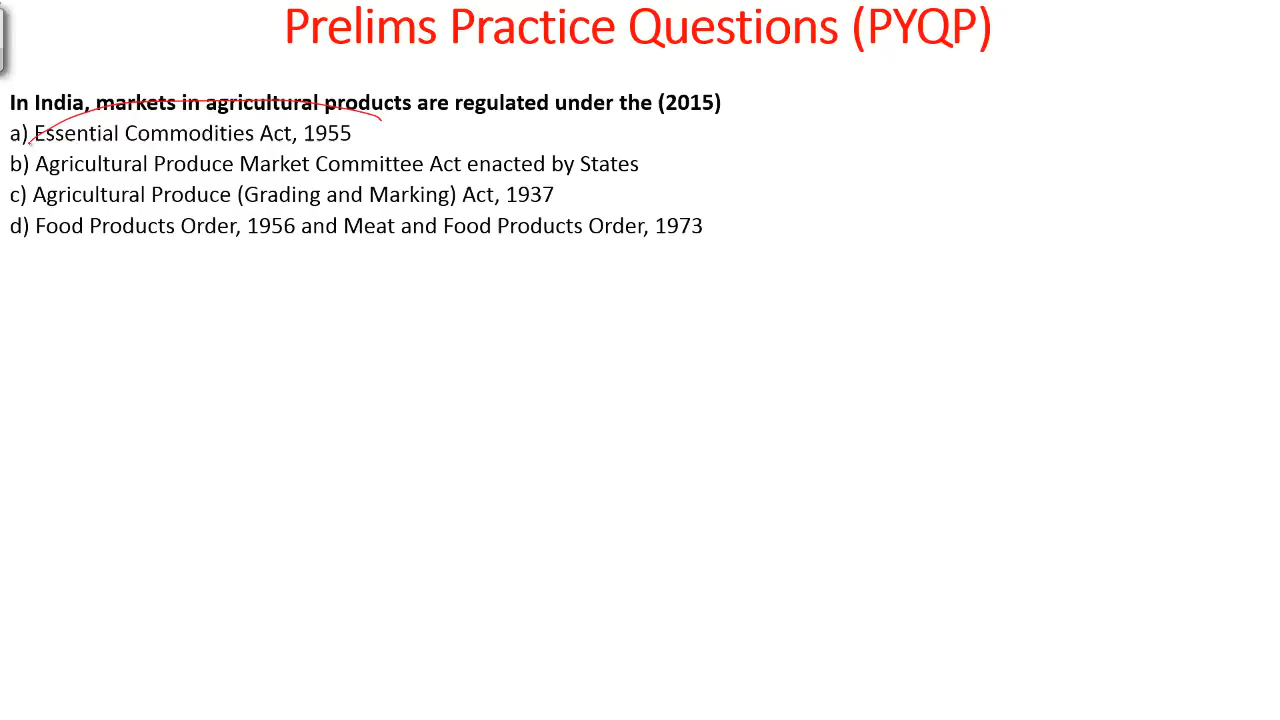 Prelims Practice Questions (PYQP)
In India, markets in agricultural products are regulated under the (2015)
a) Essential Commodities Act, 1955
b) Agricultural Produce Market Committee Act enacted by States
c) Agricultural Produce (Grading and Marking) Act, 1937
d) Food Products Order, 1956 and Meat and Food Products Order, 1973